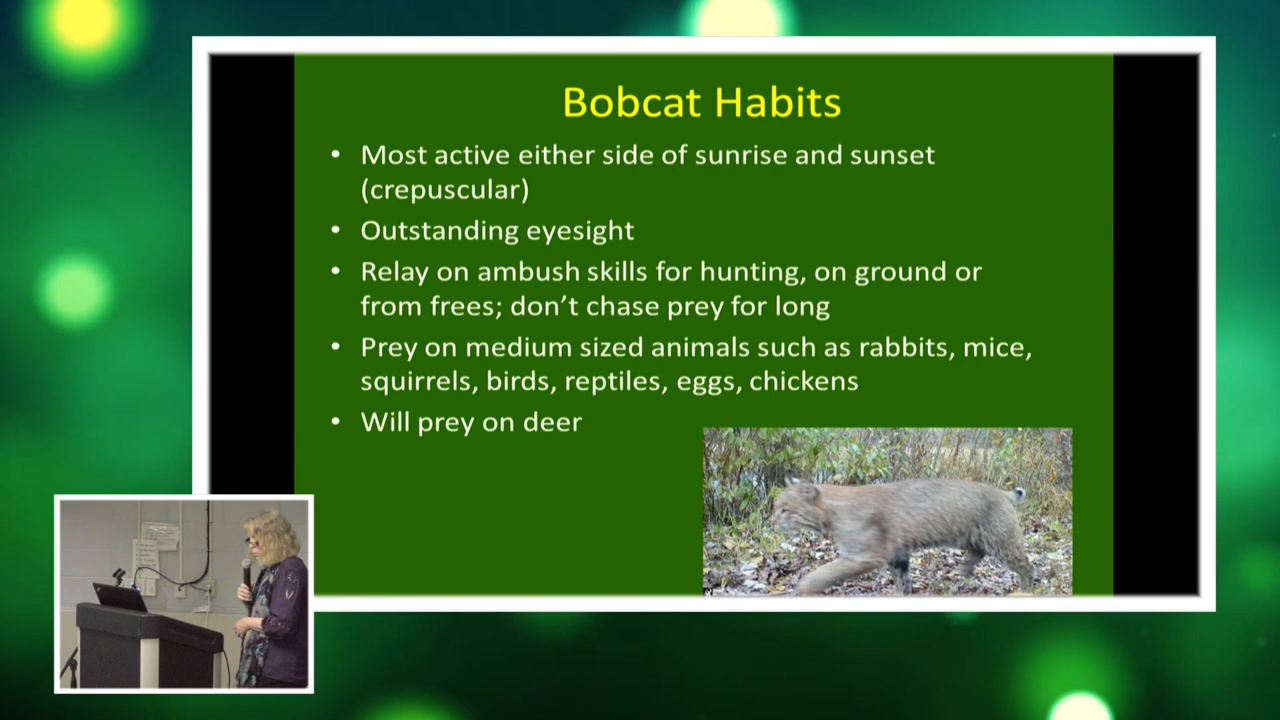 Bobcat Habits
• Most active either side of sunrise and sunset
(crepuscular)
• Outstanding eyesight
• Relay on ambush skills for hunting, on ground or
from frees; don't chase prey for long
• Prey on medium sized animals such as rabbits, mice,
squirrels, birds, reptiles, eggs, chickens
• Will prey on deer